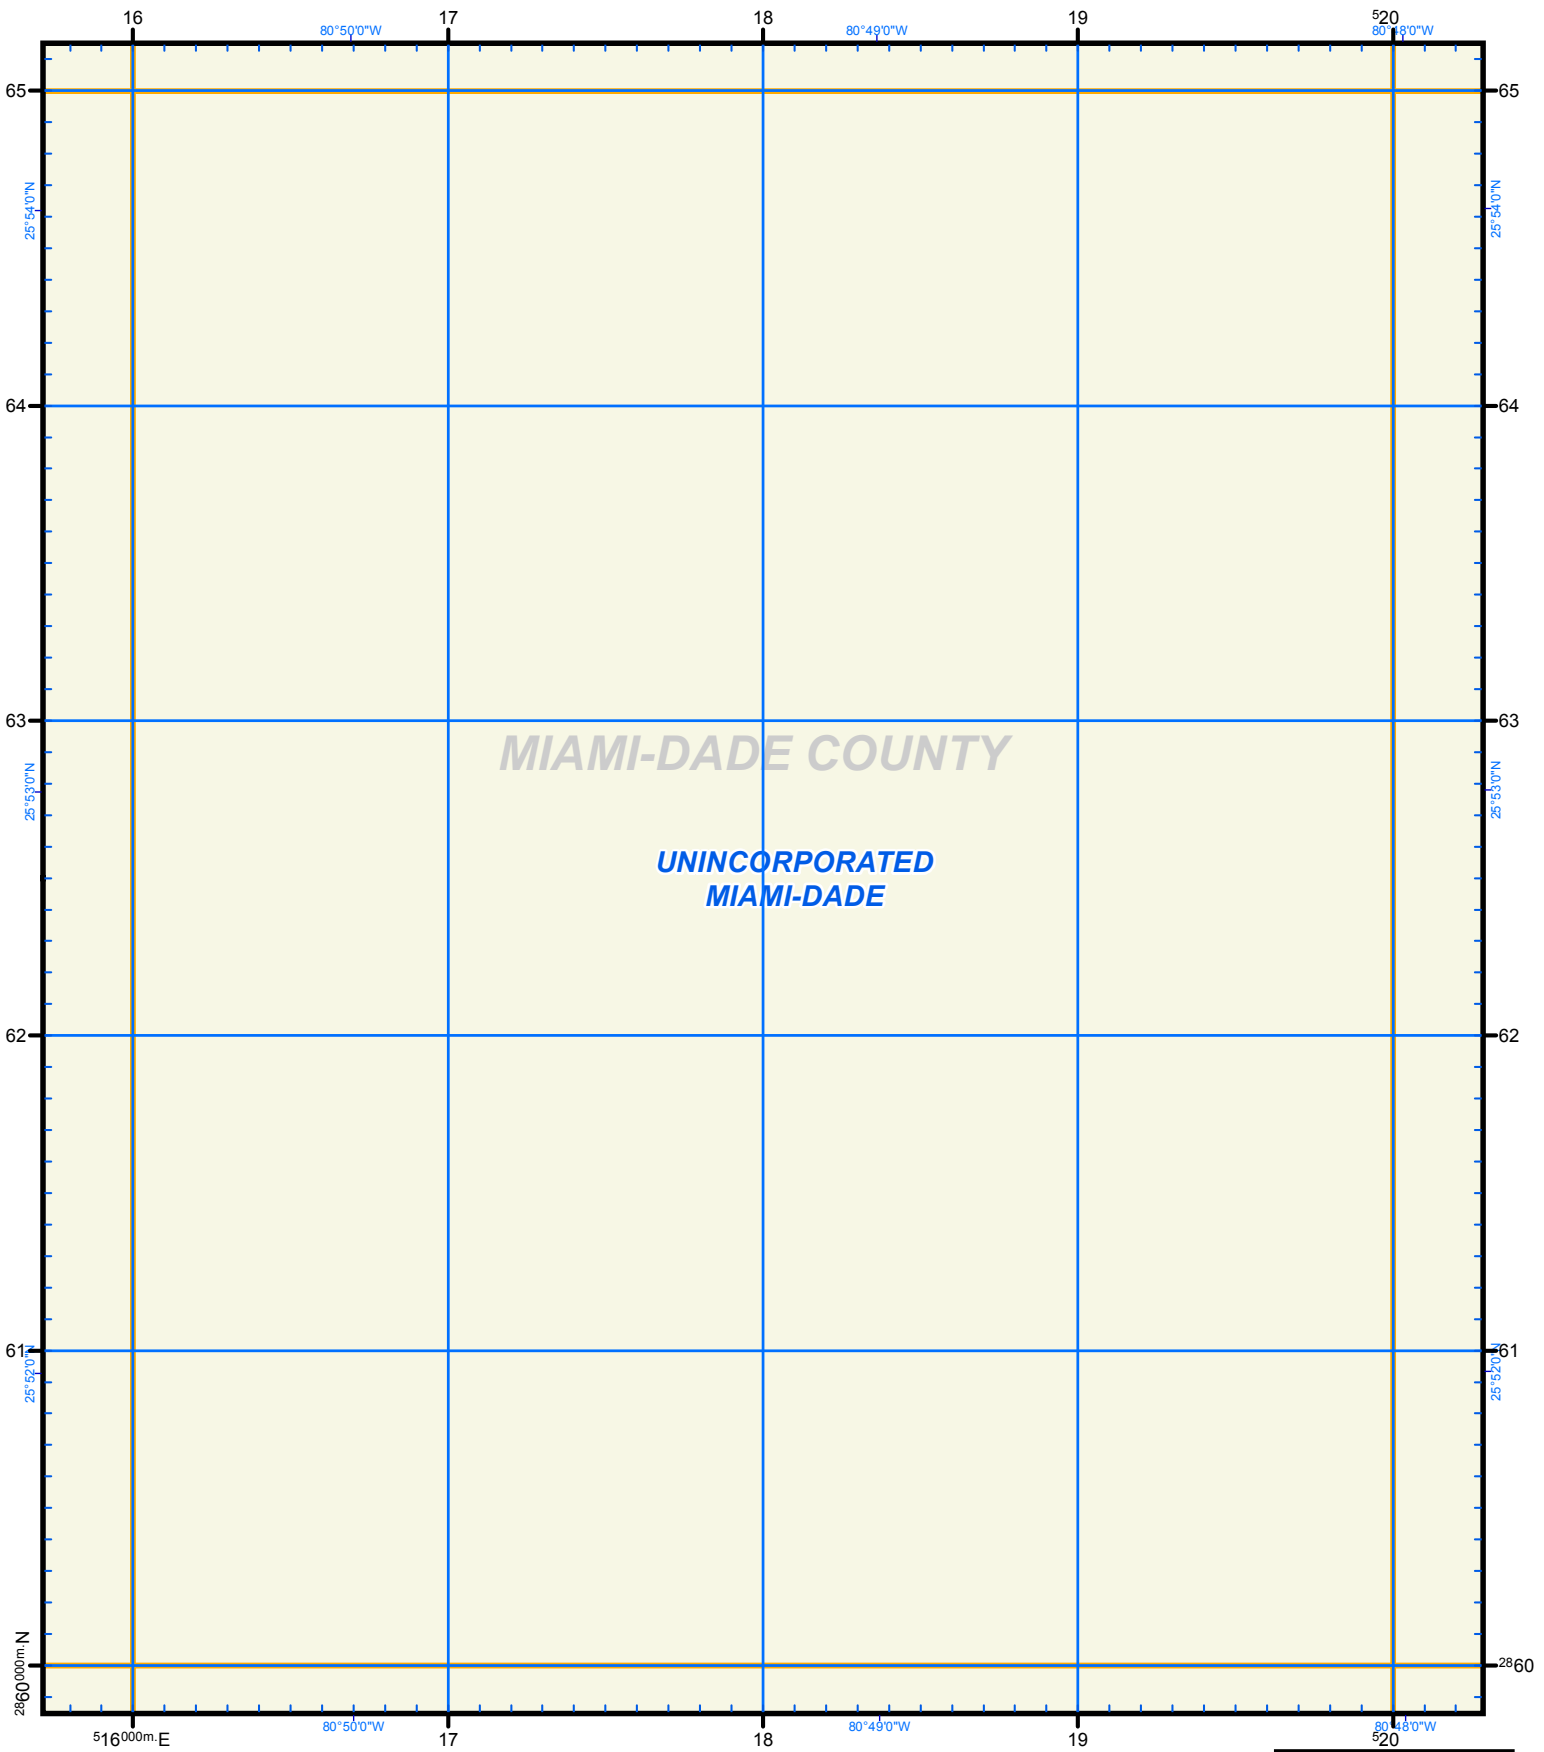 16 17 18 19 520
80°50'0"W 80°49'0"W 80°48'0"W
65 65
25°54'0"N 25°54'0"N
64 64
63 63
MIAMI-DADE COUNTY
25°53'0"N 25°53'0"N
UNINCORPORATED
MIAMI-DADE
62 62
61 61
25°52'0"N 25°52'0"N
2860000m.N 2860
80°50'0"W 80°49'0"W 80°48'0"W
516000m.E 17 18 19 520